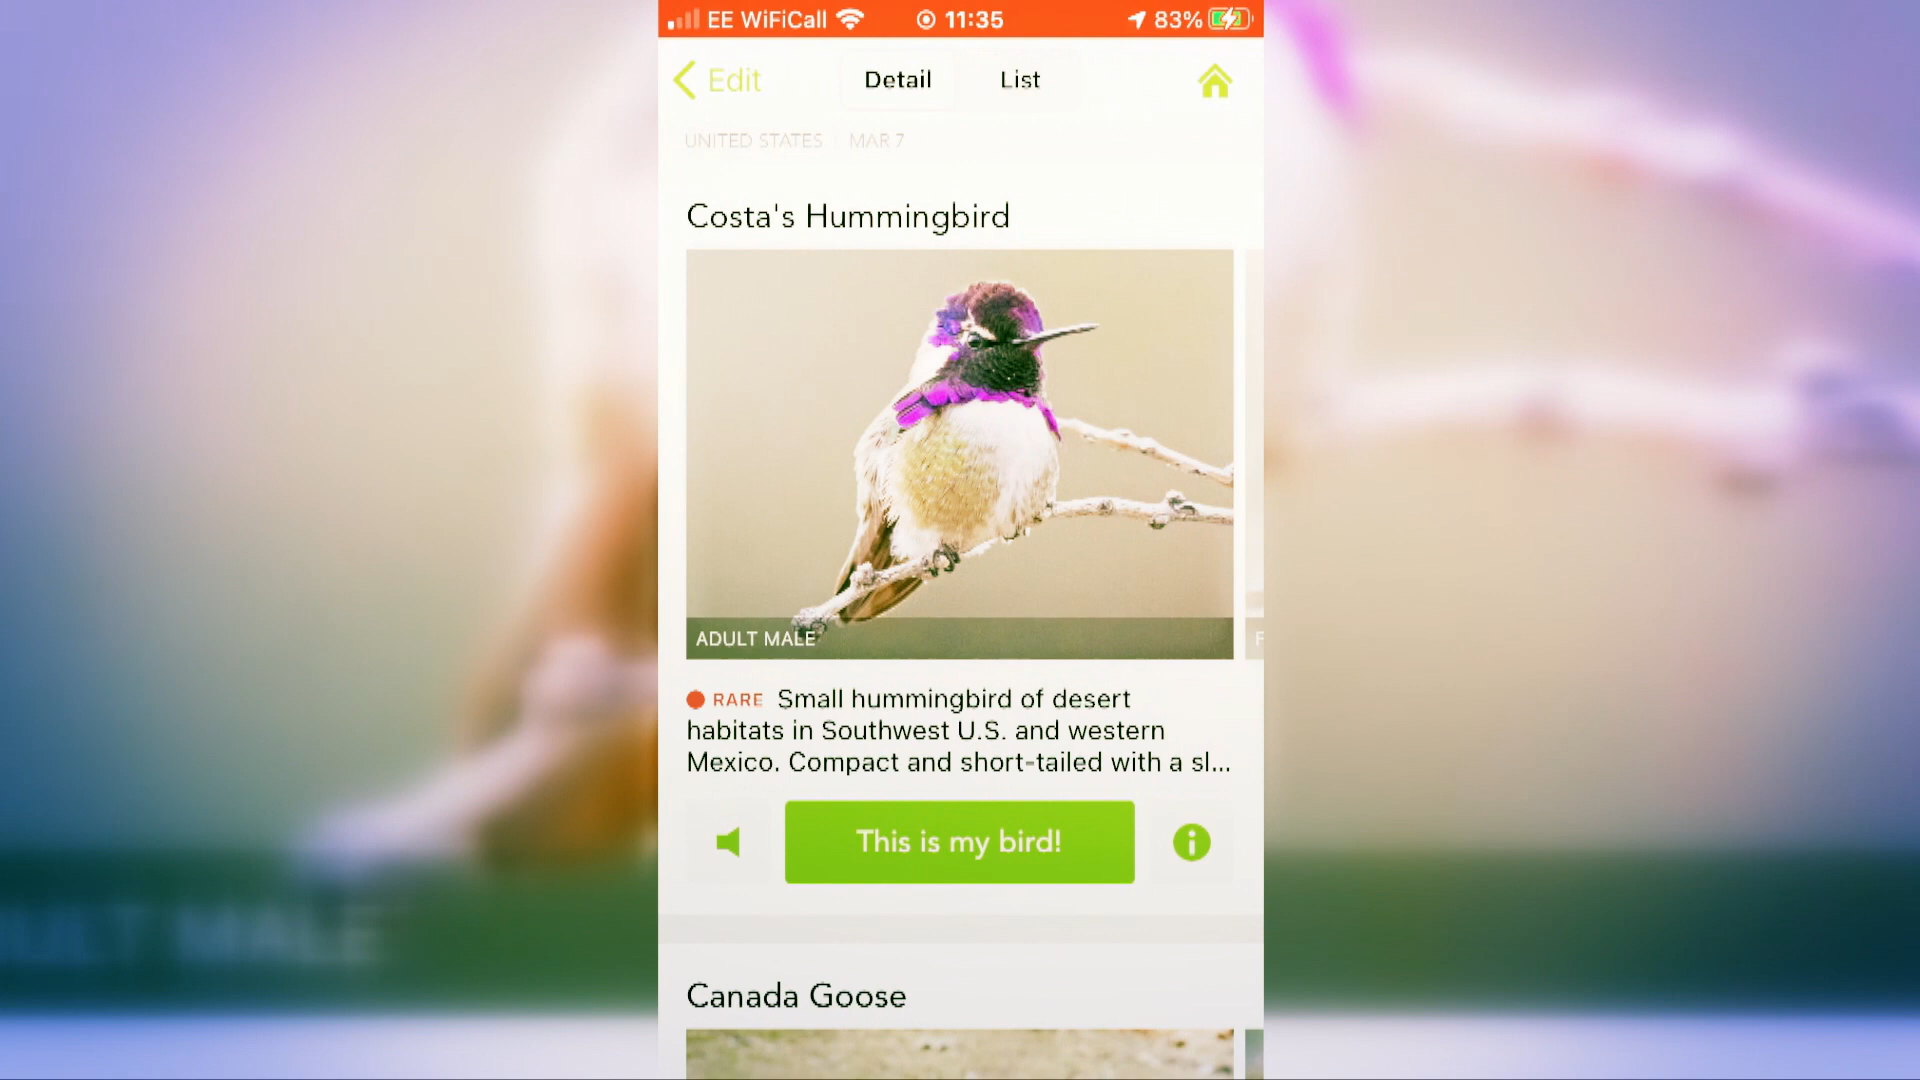 EE WiFiCall 11:35 83%
Edit Detail List
UNITED STATES MAR 7
Costa's Hummingbird
ADULT MALE F
RARE Small hummingbird of desert
habitats in Southwest U.S. and western
Mexico. Compact and short-tailed with a sl...
This is my bird!
Canada Goose
ADULT MALE